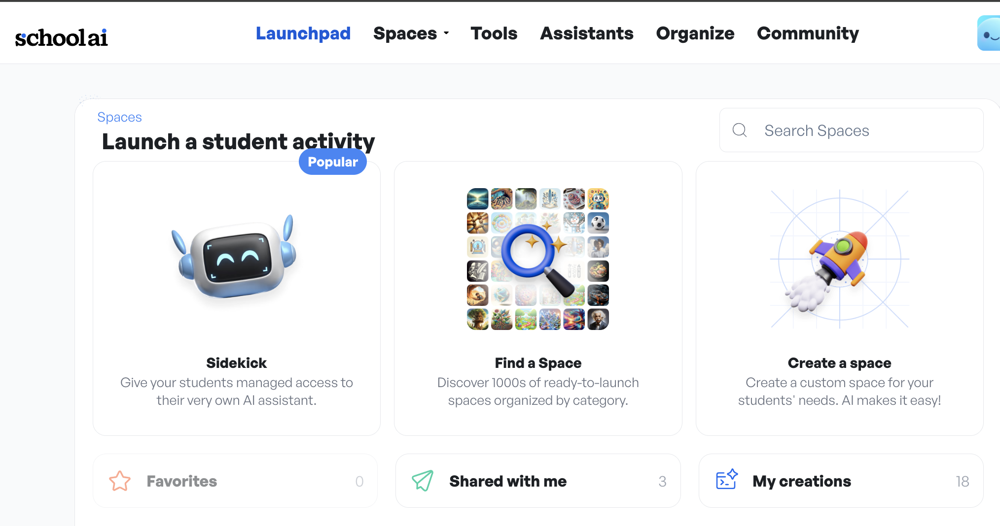 schoolai
Launchpad Spaces Tools Assistants Organize Community
Spaces
Launch a student activity
Search Spaces
Popular
Sidekick
Give your students managed access to
their very own AI assistant.
Find a Space
Discover 1000s of ready-to-launch
spaces organized by category.
Create a space
Create a custom space for your
students' needs. AI makes it easy!
Favorites 0
Shared with me 3
My creations 18